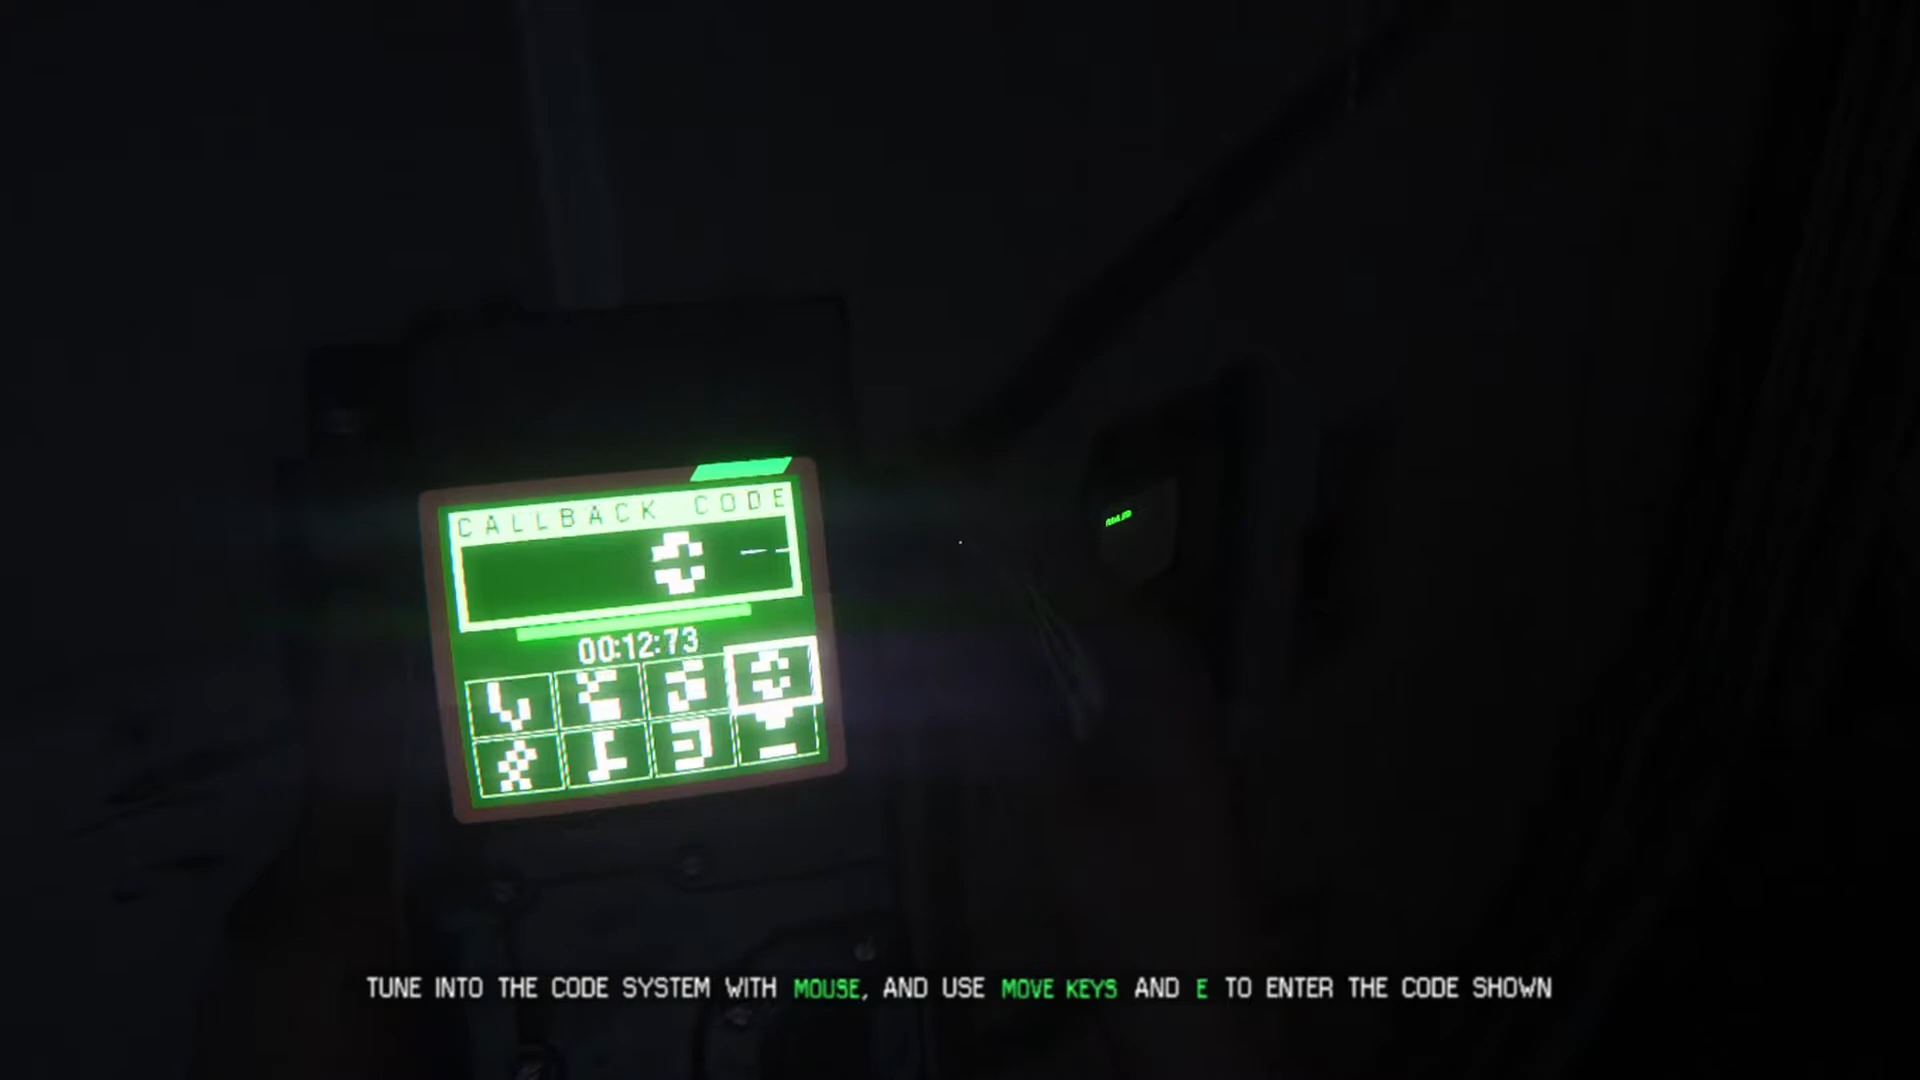 CALLBACK CODE
00:12:73
TUNE INTO THE CODE SYSTEM WITH MOUSE, AND USE MOVE KEYS AND E TO ENTER THE CODE SHOWN